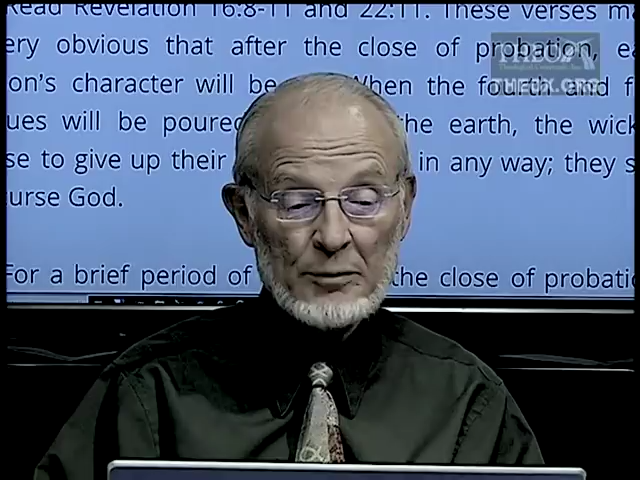 Read Revelation 16:8-11 and 22:11. These verses m
ery obvious that after the close of probation, ea
on's character will be When the fourth and f
ues will be poured the earth, the wick
se to give up their in any way; they s
urse God.
For a brief period of the close of probatio